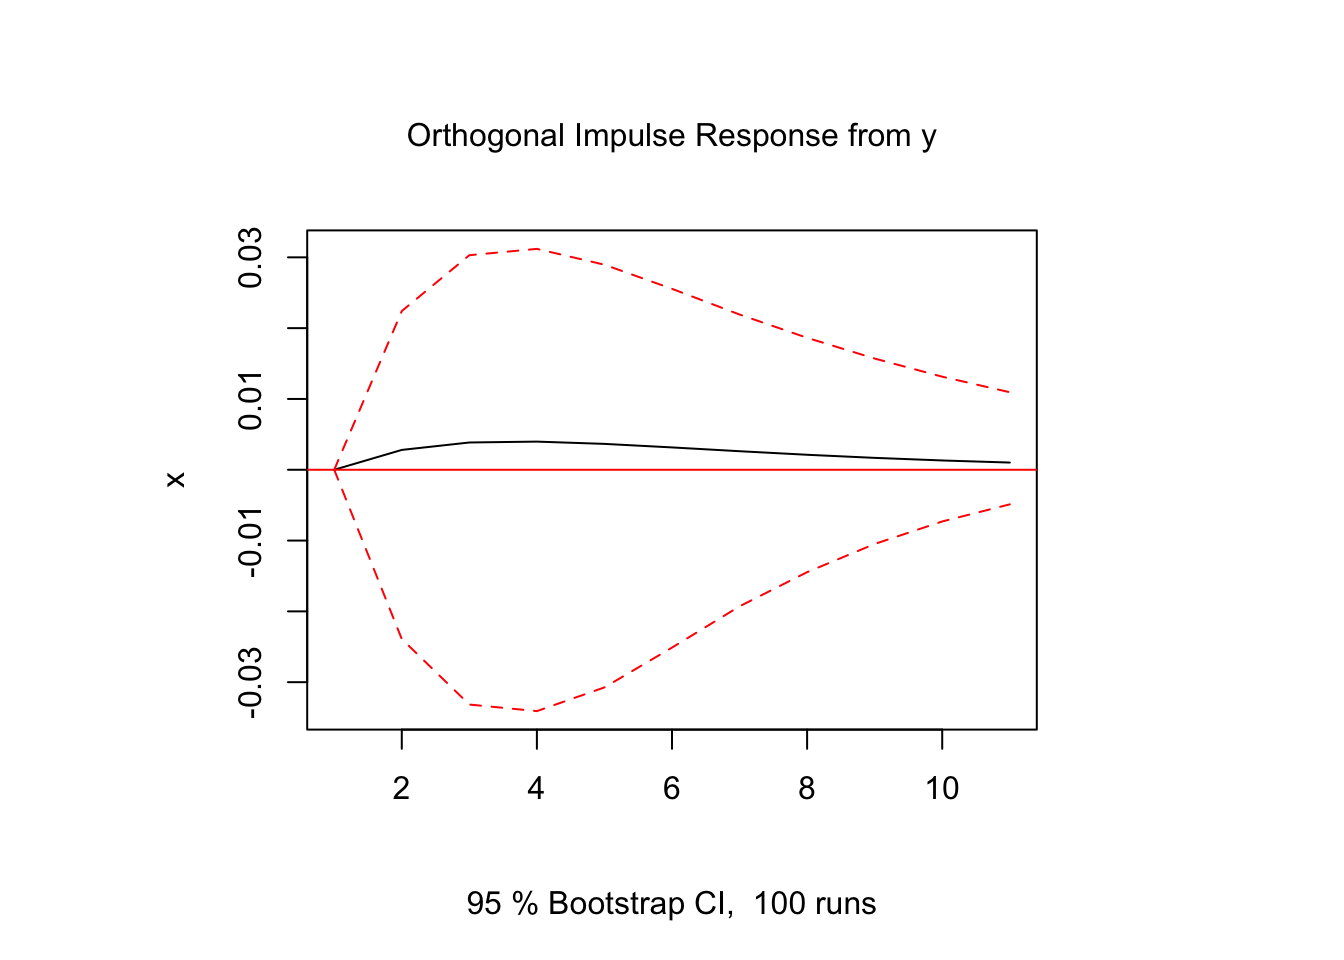 Orthogonal Impulse Response from y
0.03
0.01
-0.01
-0.03
x
2 4 6 8 10
95 % Bootstrap CI,  100 runs